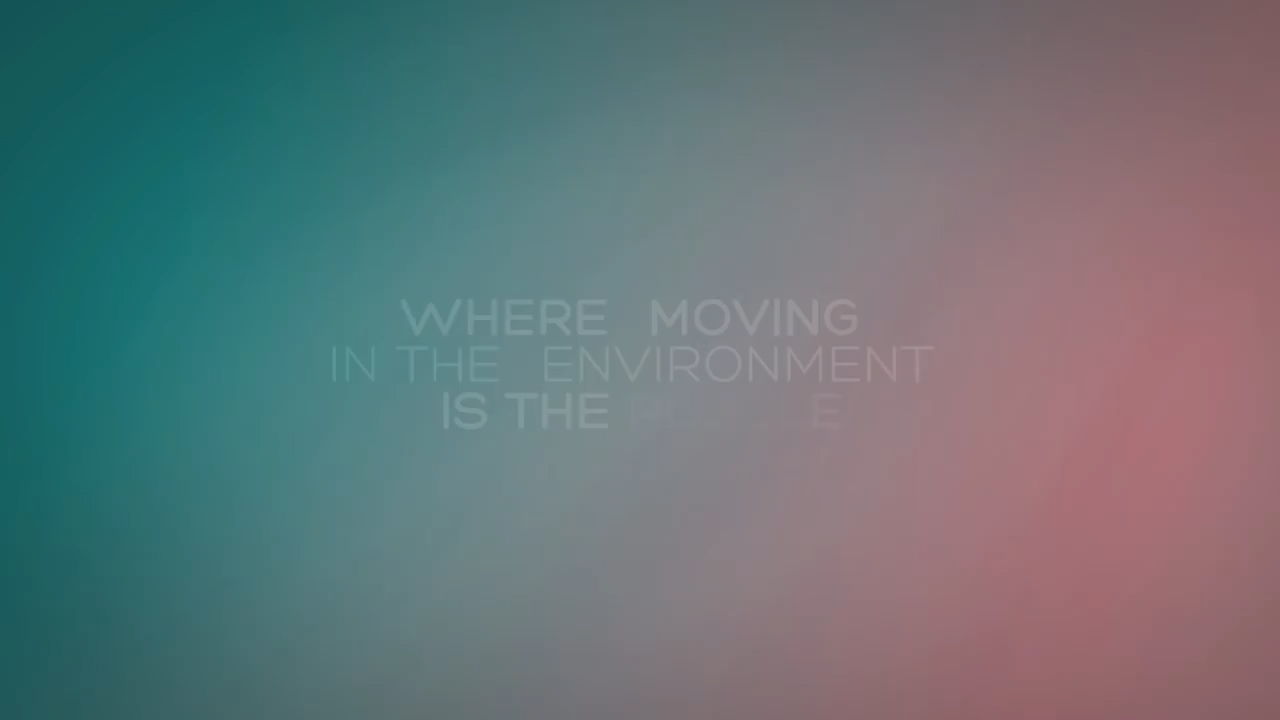 WHERE MOVING
IN THE ENVIRONMENT
IS THE